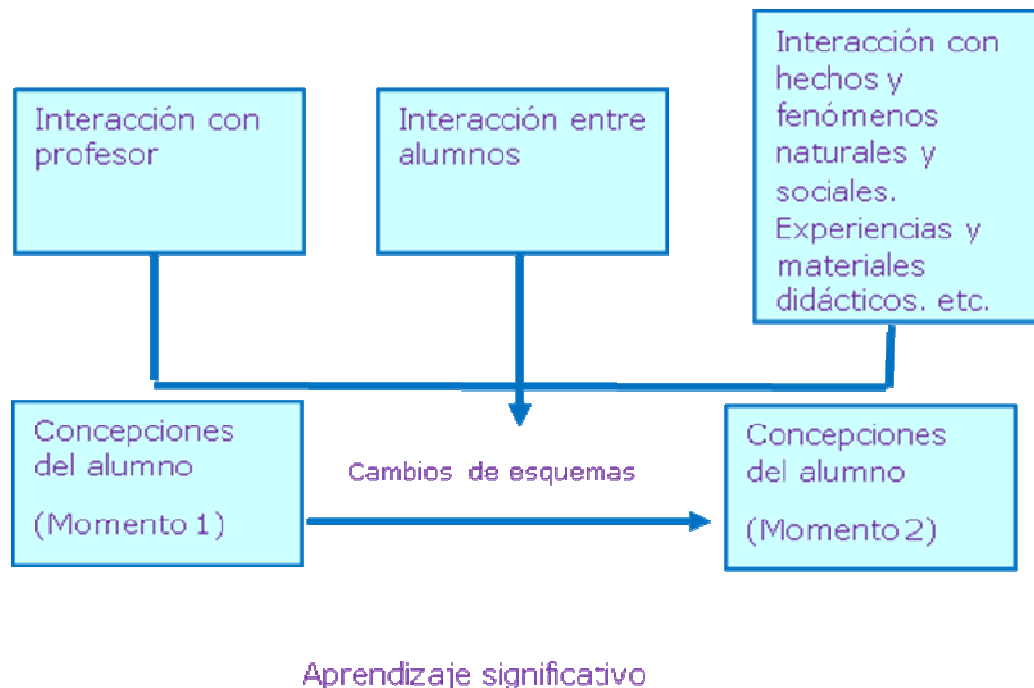 Interacción con
profesor
Interacción entre
alumnos
Interacción con
hechos y
fenómenos
naturales y
sociales.
Experiencias y
materiales
didácticos. etc.
Concepciones
del alumno
(Momento 1)
Cambios de esquemas
Concepciones
del alumno
(Momento 2)
Aprendizaje significativo